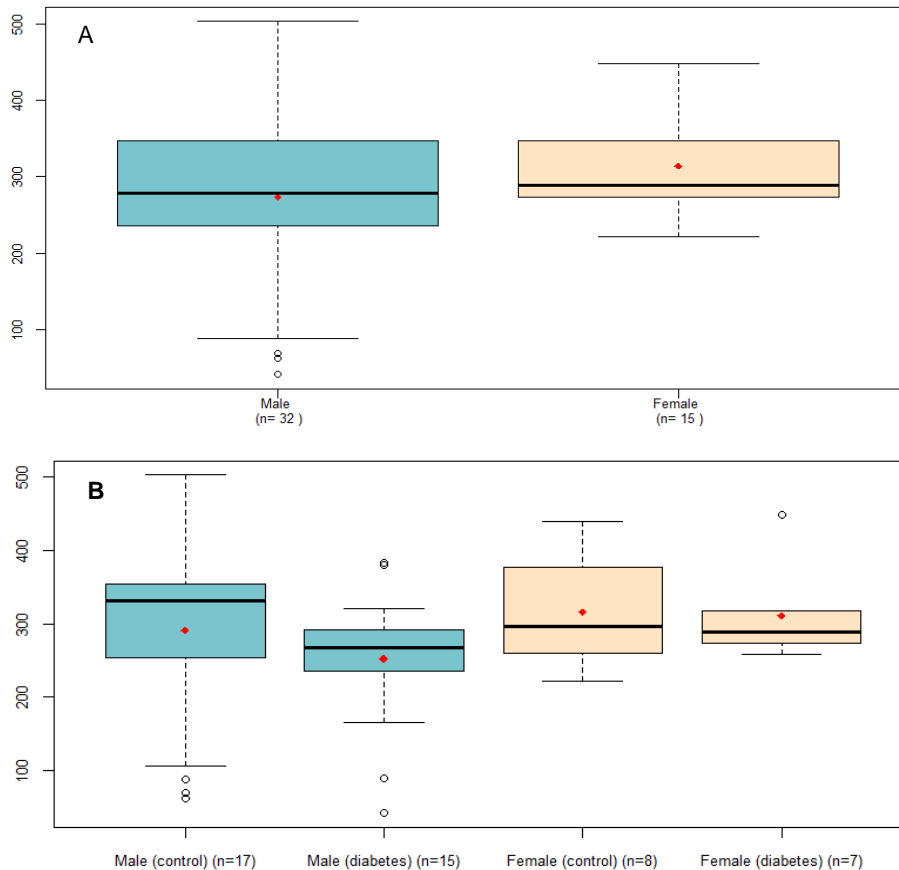 A
500
400
300
200
100
Male
(n= 32 )
Female
(n= 15 )
B
500
400
300
200
100
Male (control) (n=17)
Male (diabetes) (n=15)
Female (control) (n=8)
Female (diabetes) (n=7)